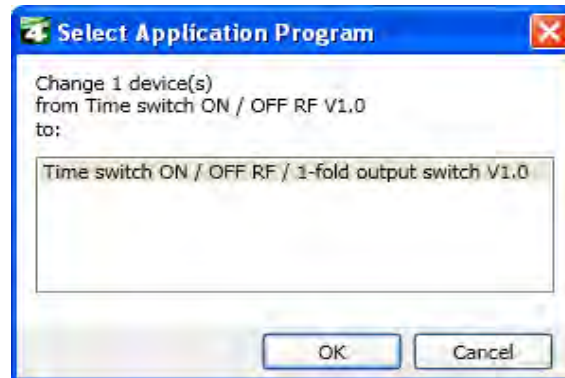 4 Select Application Program
Change 1 device(s)
from Time switch ON / OFF RF V1.0
to:
Time switch ON / OFF RF / 1-fold output switch V1.0
OK
Cancel